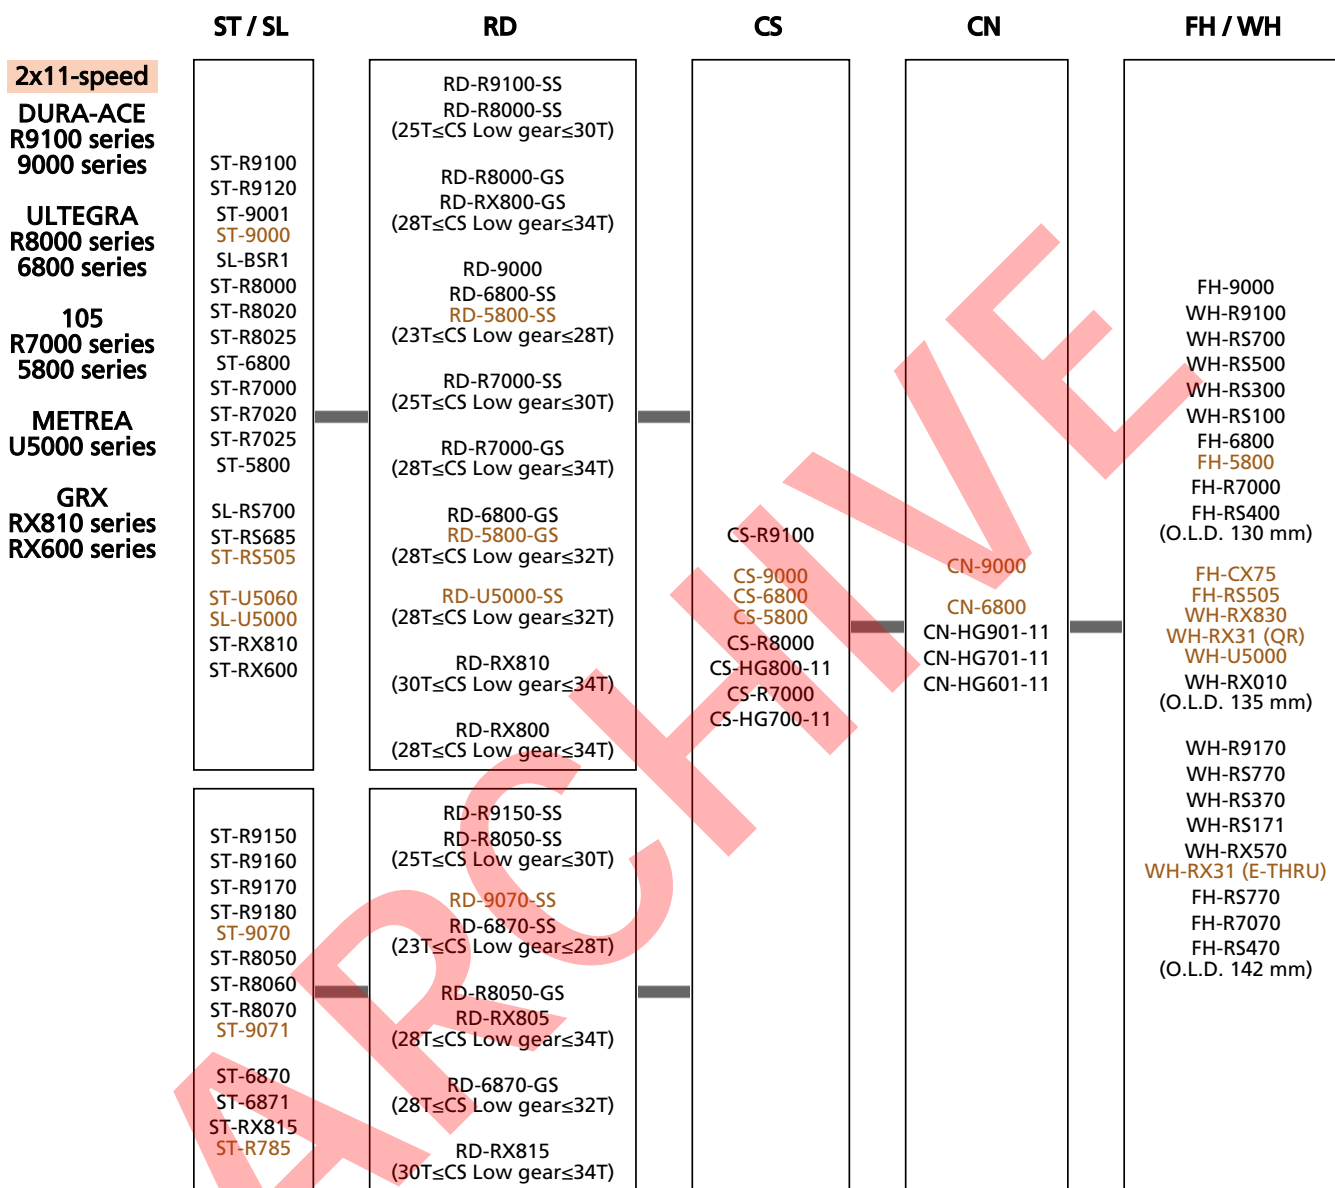 ST / SL
RD
CS
CN
FH / WH
2x11-speed
DURA-ACE
R9100 series
9000 series
ULTEGRA
R8000 series
6800 series
105
R7000 series
5800 series
METREA
U5000 series
GRX
RX810 series
RX600 series
ST-R9100
ST-R9120
ST-9001
ST-9000
SL-BSR1
ST-R8000
ST-R8020
ST-R8025
ST-6800
ST-R7000
ST-R7020
ST-R7025
ST-5800
SL-RS700
ST-RS685
ST-RS505
ST-U5060
SL-U5000
ST-RX810
ST-RX600
RD-R9100-SS
RD-R8000-SS
(25T≤CS Low gear≤30T)
RD-R8000-GS
RD-RX800-GS
(28T≤CS Low gear≤34T)
RD-9000
RD-6800-SS
RD-5800-SS
(23T≤CS Low gear≤28T)
RD-R7000-SS
(25T≤CS Low gear≤30T)
RD-R7000-GS
(28T≤CS Low gear≤34T)
RD-6800-GS
RD-5800-GS
(28T≤CS Low gear≤32T)
RD-U5000-SS
(28T≤CS Low gear≤32T)
RD-RX810
(30T≤CS Low gear≤34T)
RD-RX800
(28T≤CS Low gear≤34T)
ST-R9150
ST-R9160
ST-R9170
ST-R9180
ST-9070
ST-R8050
ST-R8060
ST-R8070
ST-9071
ST-6870
ST-6871
ST-RX815
ST-R785
RD-R9150-SS
RD-R8050-SS
(25T≤CS Low gear≤30T)
RD-9070-SS
RD-6870-SS
(23T≤CS Low gear≤28T)
RD-R8050-GS
RD-RX805
(28T≤CS Low gear≤34T)
RD-6870-GS
(28T≤CS Low gear≤32T)
RD-RX815
(30T≤CS Low gear≤34T)
CS-R9100
CS-9000
CS-6800
CS-5800
CS-R8000
CS-HG800-11
CS-R7000
CS-HG700-11
CN-9000
CN-6800
CN-HG901-11
CN-HG701-11
CN-HG601-11
FH-9000
WH-R9100
WH-RS700
WH-RS500
WH-RS300
WH-RS100
FH-6800
FH-5800
FH-R7000
FH-RS400
(O.L.D. 130 mm)
FH-CX75
FH-RS505
WH-RX830
WH-RX31 (QR)
WH-U5000
WH-RX010
(O.L.D. 135 mm)
WH-R9170
WH-RS770
WH-RS370
WH-RS171
WH-RX570
WH-RX31 (E-THRU)
FH-RS770
FH-R7070
FH-RS470
(O.L.D. 142 mm)
ARCHIVE